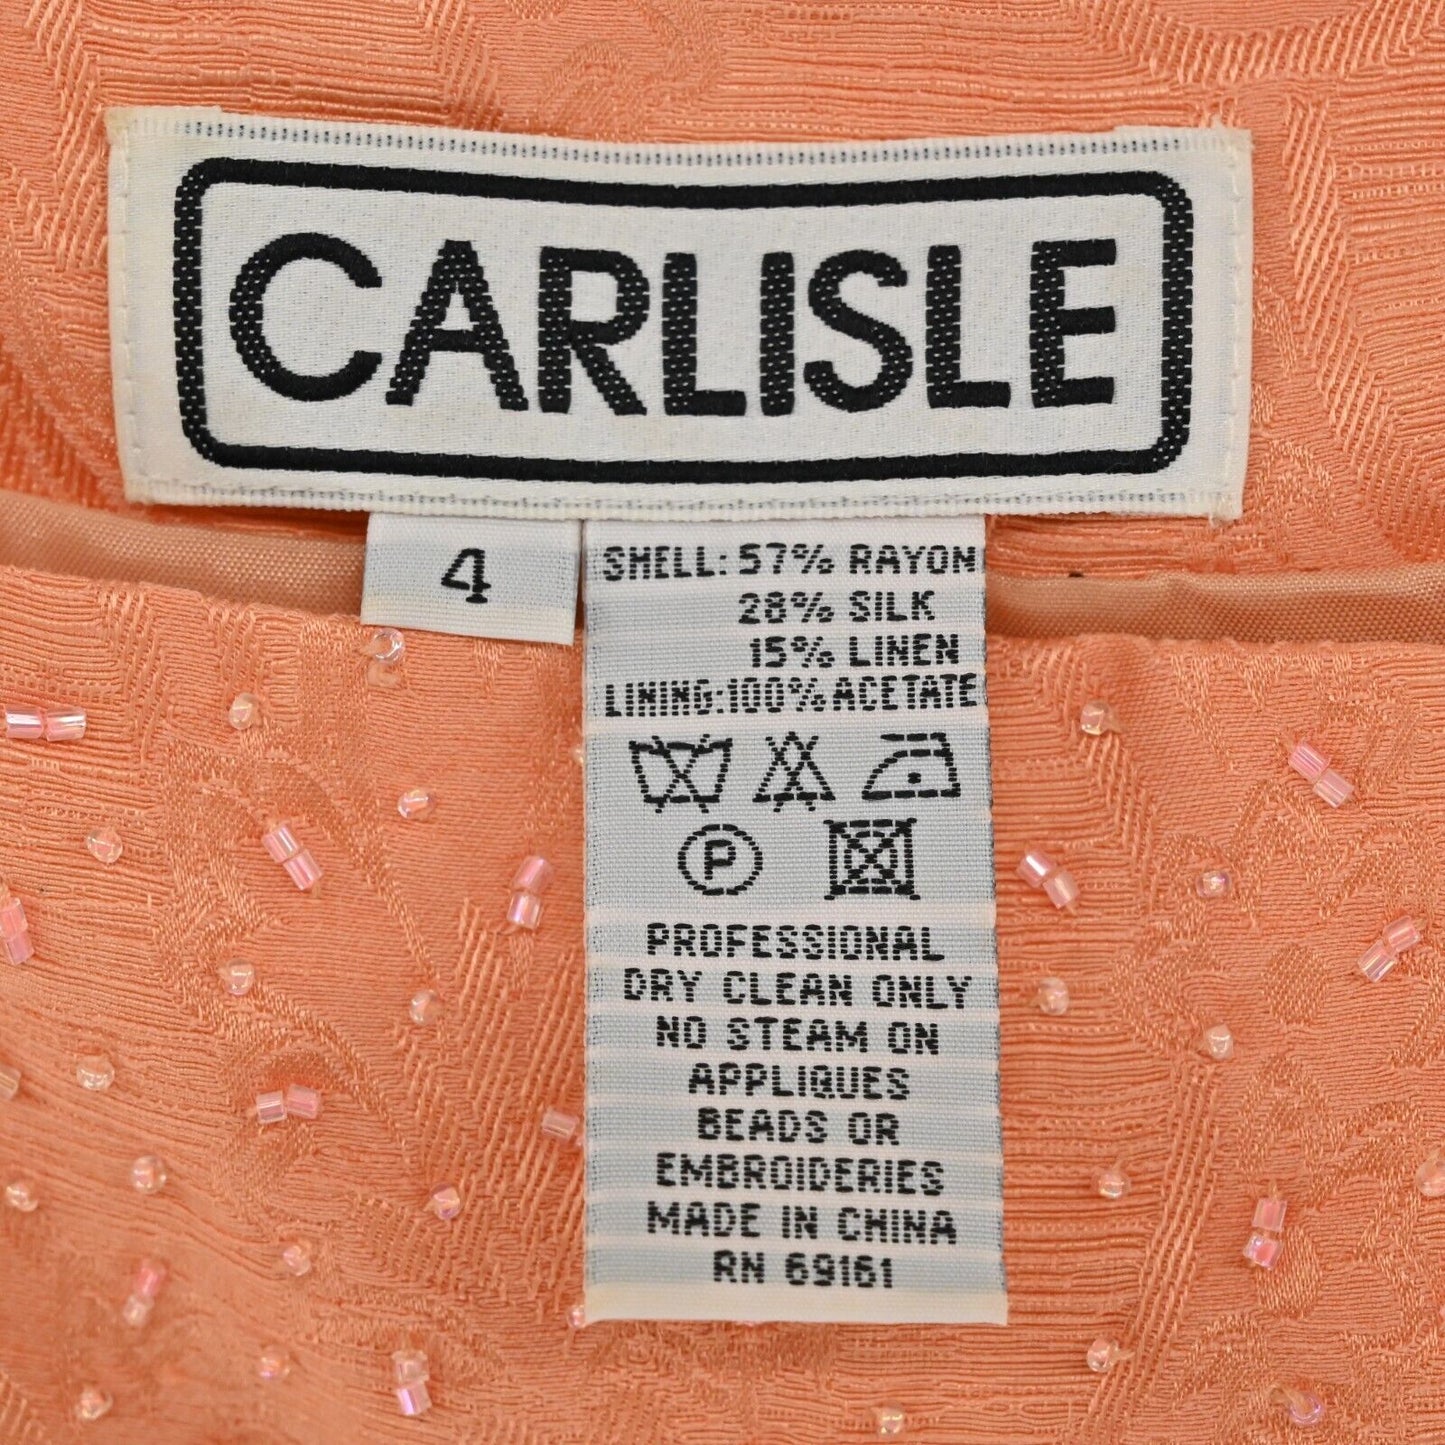 CARLISLE
4
SHELL: 57% RAYON
28% SILK
15% LINEN
LINING: 100% ACETATE
P
PROFESSIONAL
DRY CLEAN ONLY
NO STEAM ON
APPLIQUES
BEADS OR
EMBROIDERIES
MADE IN CHINA
RN 69161